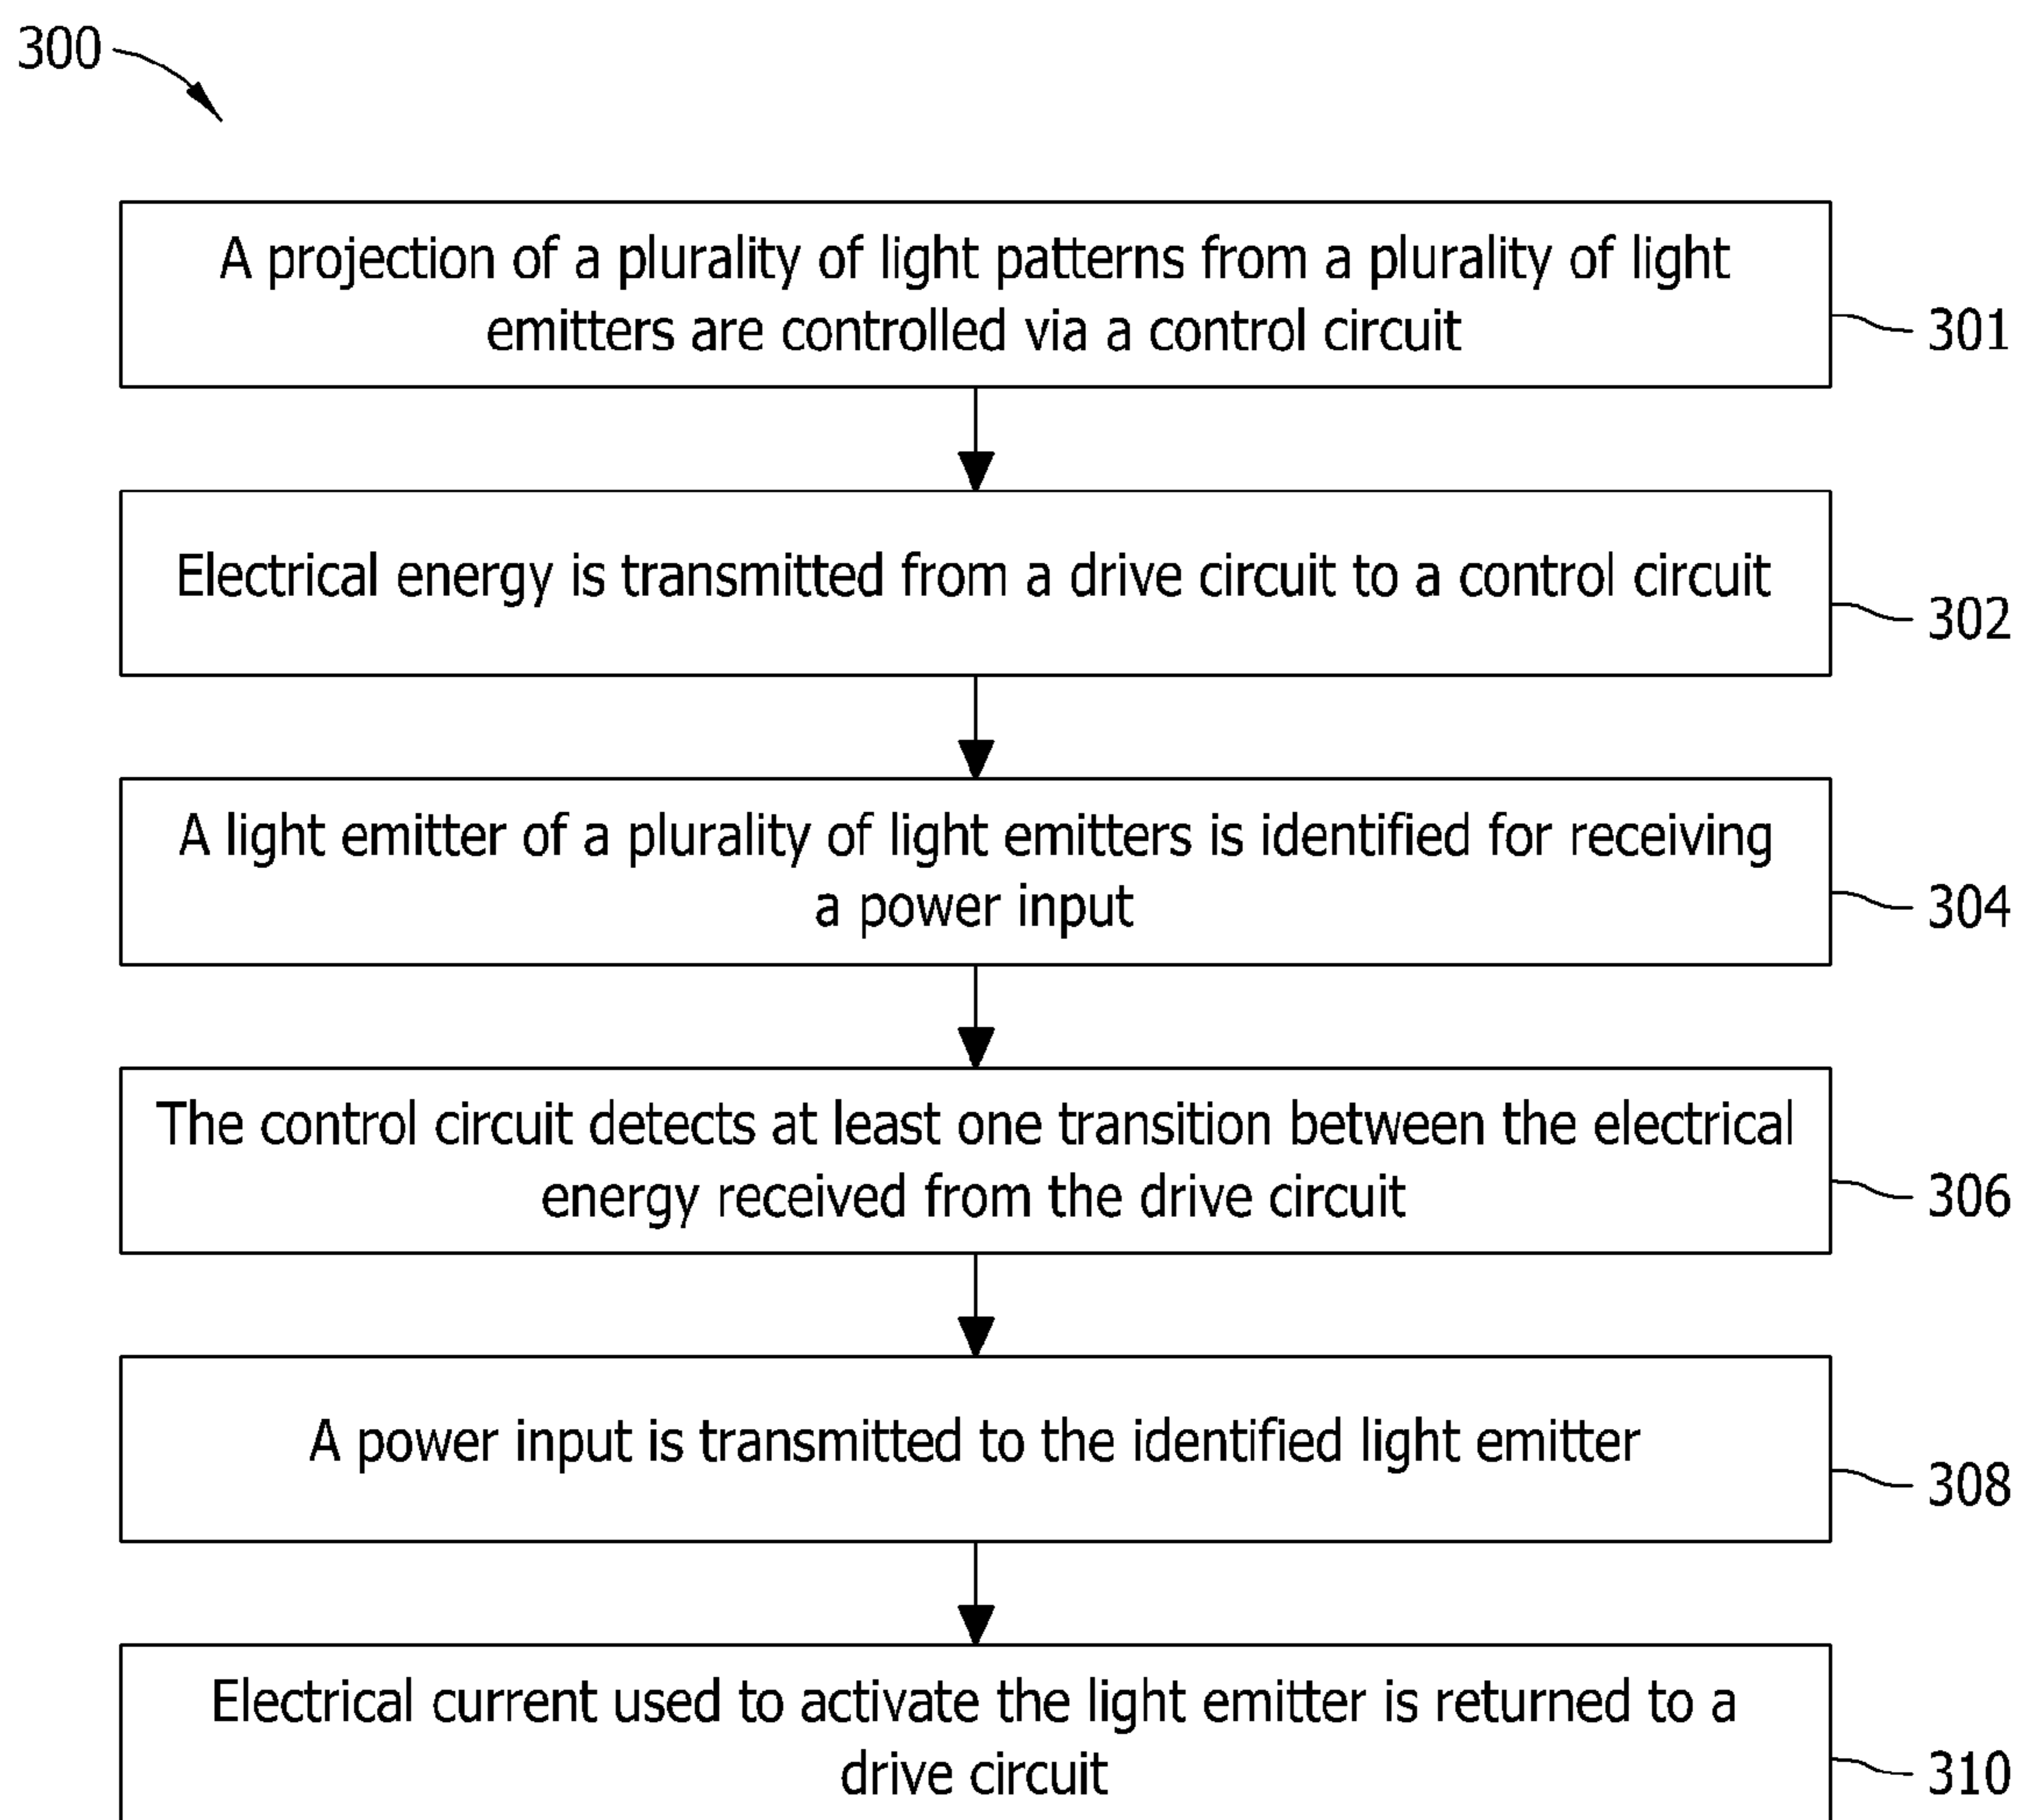 300
A projection of a plurality of light patterns from a plurality of light
emitters are controlled via a control circuit
301
Electrical energy is transmitted from a drive circuit to a control circuit
302
A light emitter of a plurality of light emitters is identified for receiving
a power input
304
The control circuit detects at least one transition between the electrical
energy received from the drive circuit
306
A power input is transmitted to the identified light emitter
308
Electrical current used to activate the light emitter is returned to a
drive circuit
310